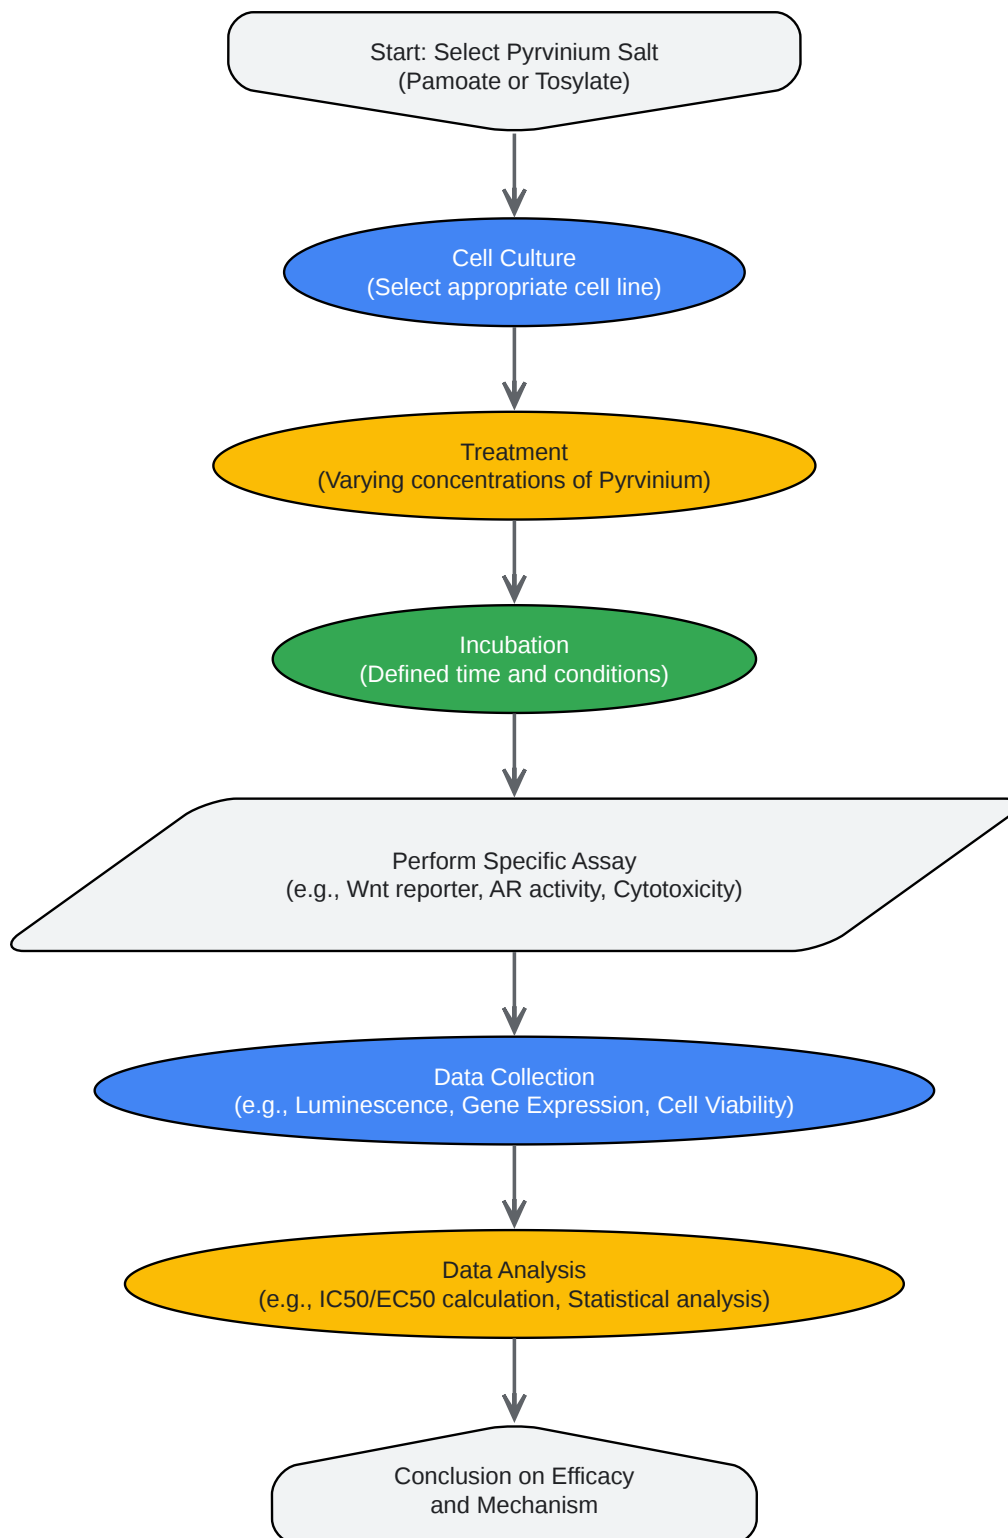 Start: Select Pyrvinium Salt
(Pamoate or Tosylate)
Cell Culture
(Select appropriate cell line)
Treatment
(Varying concentrations of Pyrvinium)
Incubation
(Defined time and conditions)
Perform Specific Assay
(e.g., Wnt reporter, AR activity, Cytotoxicity)
Data Collection
(e.g., Luminescence, Gene Expression, Cell Viability)
Data Analysis
(e.g., IC50/EC50 calculation, Statistical analysis)
Conclusion on Efficacy
and Mechanism